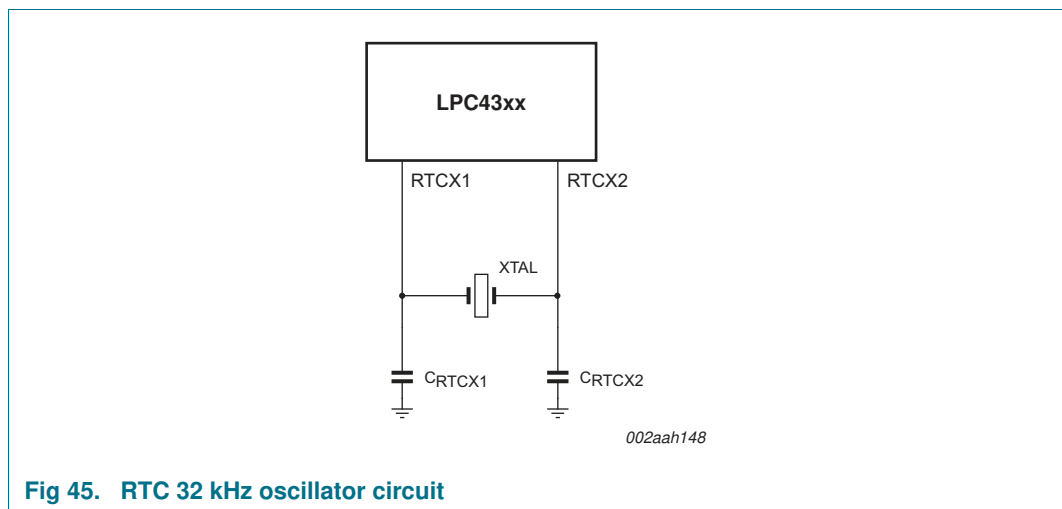 LPC43xx
RTCX1 RTCX2
XTAL
CRTCX1 CRTCX2
002aah148
Fig 45. RTC 32 kHz oscillator circuit